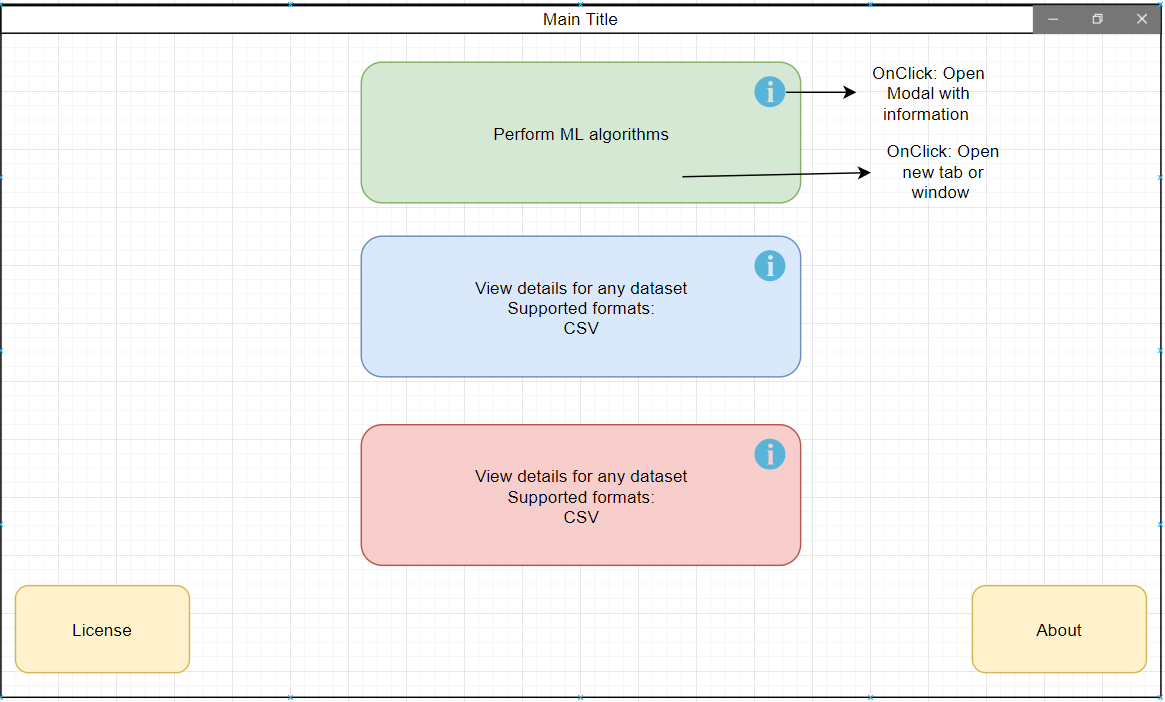 Main Title
OnClick: Open
Modal with
information
Perform ML algorithms
OnClick: Open
new tab or
window
View details for any dataset
Supported formats:
CSV
View details for any dataset
Supported formats:
CSV
License
About